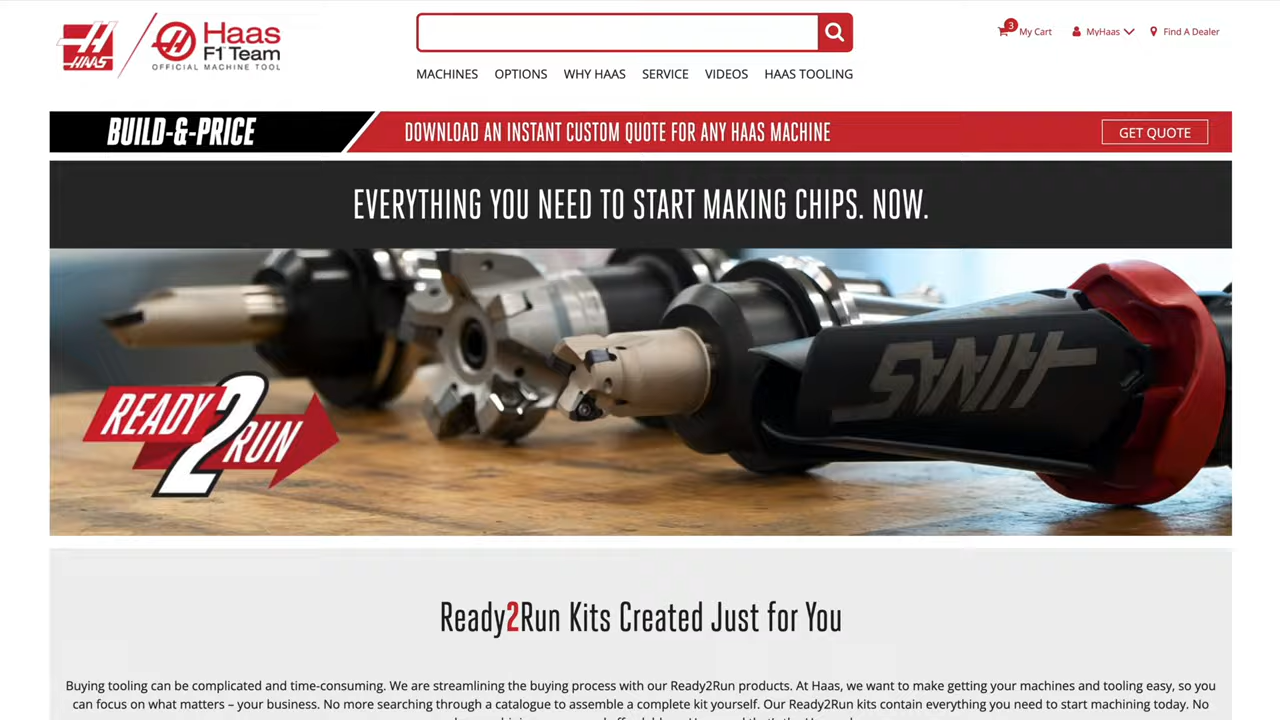 HAAS
Haas
F1 Team
OFFICIAL MACHINE TOOL
3
My Cart
MyHaas
Find A Dealer
MACHINES
OPTIONS
WHY HAAS
SERVICE
VIDEOS
HAAS TOOLING
BUILD-&-PRICE
DOWNLOAD AN INSTANT CUSTOM QUOTE FOR ANY HAAS MACHINE
GET QUOTE
EVERYTHING YOU NEED TO START MAKING CHIPS. NOW.
HAAS
READY
2
RUN
Ready2Run Kits Created Just for You
Buying tooling can be complicated and time-consuming. We are streamlining the buying process with our Ready2Run products. At Haas, we want to make getting your machines and tooling easy, so you
can focus on what matters – your business. No more searching through a catalogue to assemble a complete kit yourself. Our Ready2Run kits contain everything you need to start machining today. No